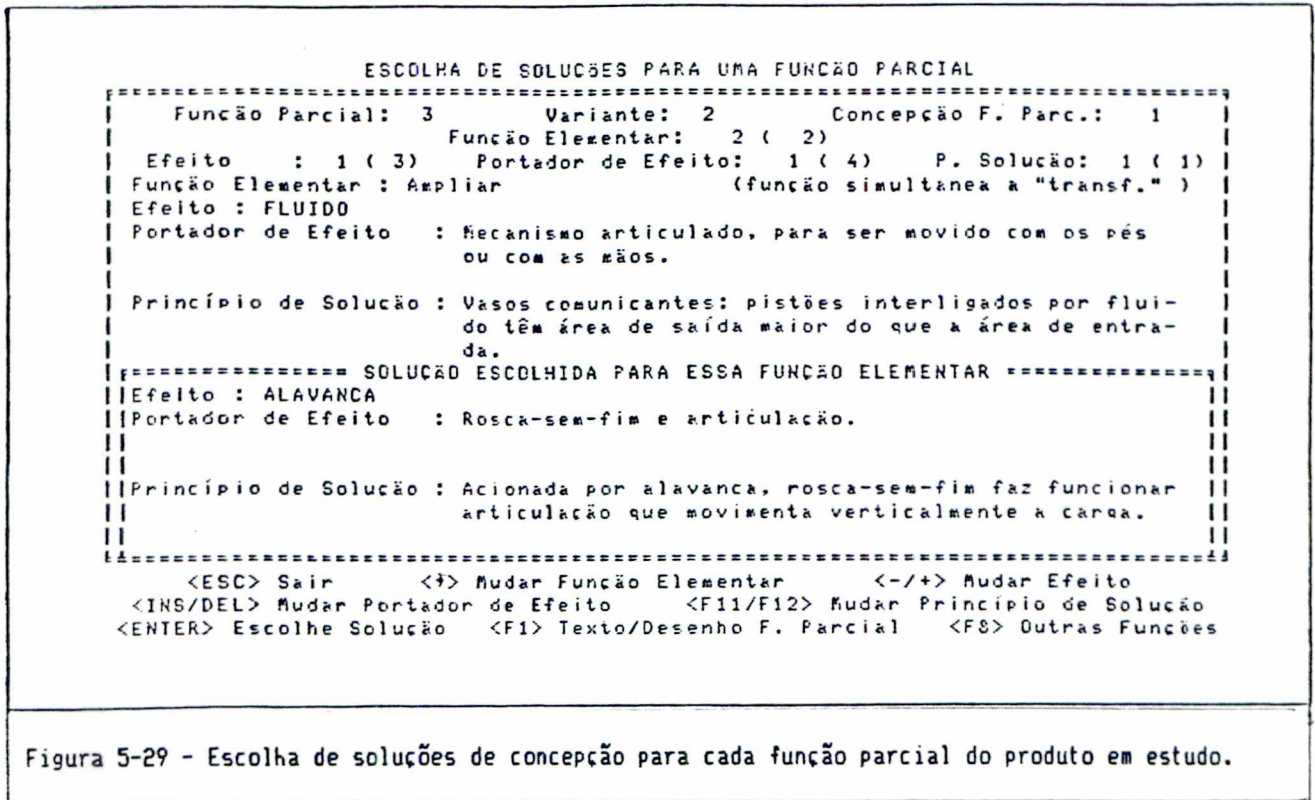 ESCOLHA DE SOLUCÕES PARA UMA FUNCÃO PARCIAL
Funcão Parcial: 3 Variante: 2 Concepcão F. Parc.: 1
Funcão Elementar: 2 ( 2)
Efeito : 1 ( 3) Portador de Efeito: 1 ( 4) P. Solucão: 1 ( 1)
Funcão Elementar : Ampliar (funcão simultanea a "transf." )
Efeito : FLUIDO
Portador de Efeito : Mecanismo articulado, para ser movido com os pés
ou com as mãos.
Princípio de Solucão : Vasos comunicantes: pistões interligados por flui-
do têm área de saída maior do que a área de entra-
da.
SOLUCÃO ESCOLHIDA PARA ESSA FUNCÃO ELEMENTAR
Efeito : ALAVANCA
Portador de Efeito : Rosca-sem-fim e articulacão.
Princípio de Solucão : Acionada por alavanca, rosca-sem-fim faz funcionar
articulacão que movimenta verticalmente a carga.
<ESC> Sair Mudar Funcão Elementar <-/+> Mudar Efeito
<INS/DEL> Mudar Portador de Efeito <F11/F12> Mudar Princípio de Solucão
<ENTER> Escolhe Solucão <F1> Texto/Desenho F. Parcial <F8> Outras Funcões
Figura 5-29 - Escolha de soluções de concepção para cada função parcial do produto em estudo.